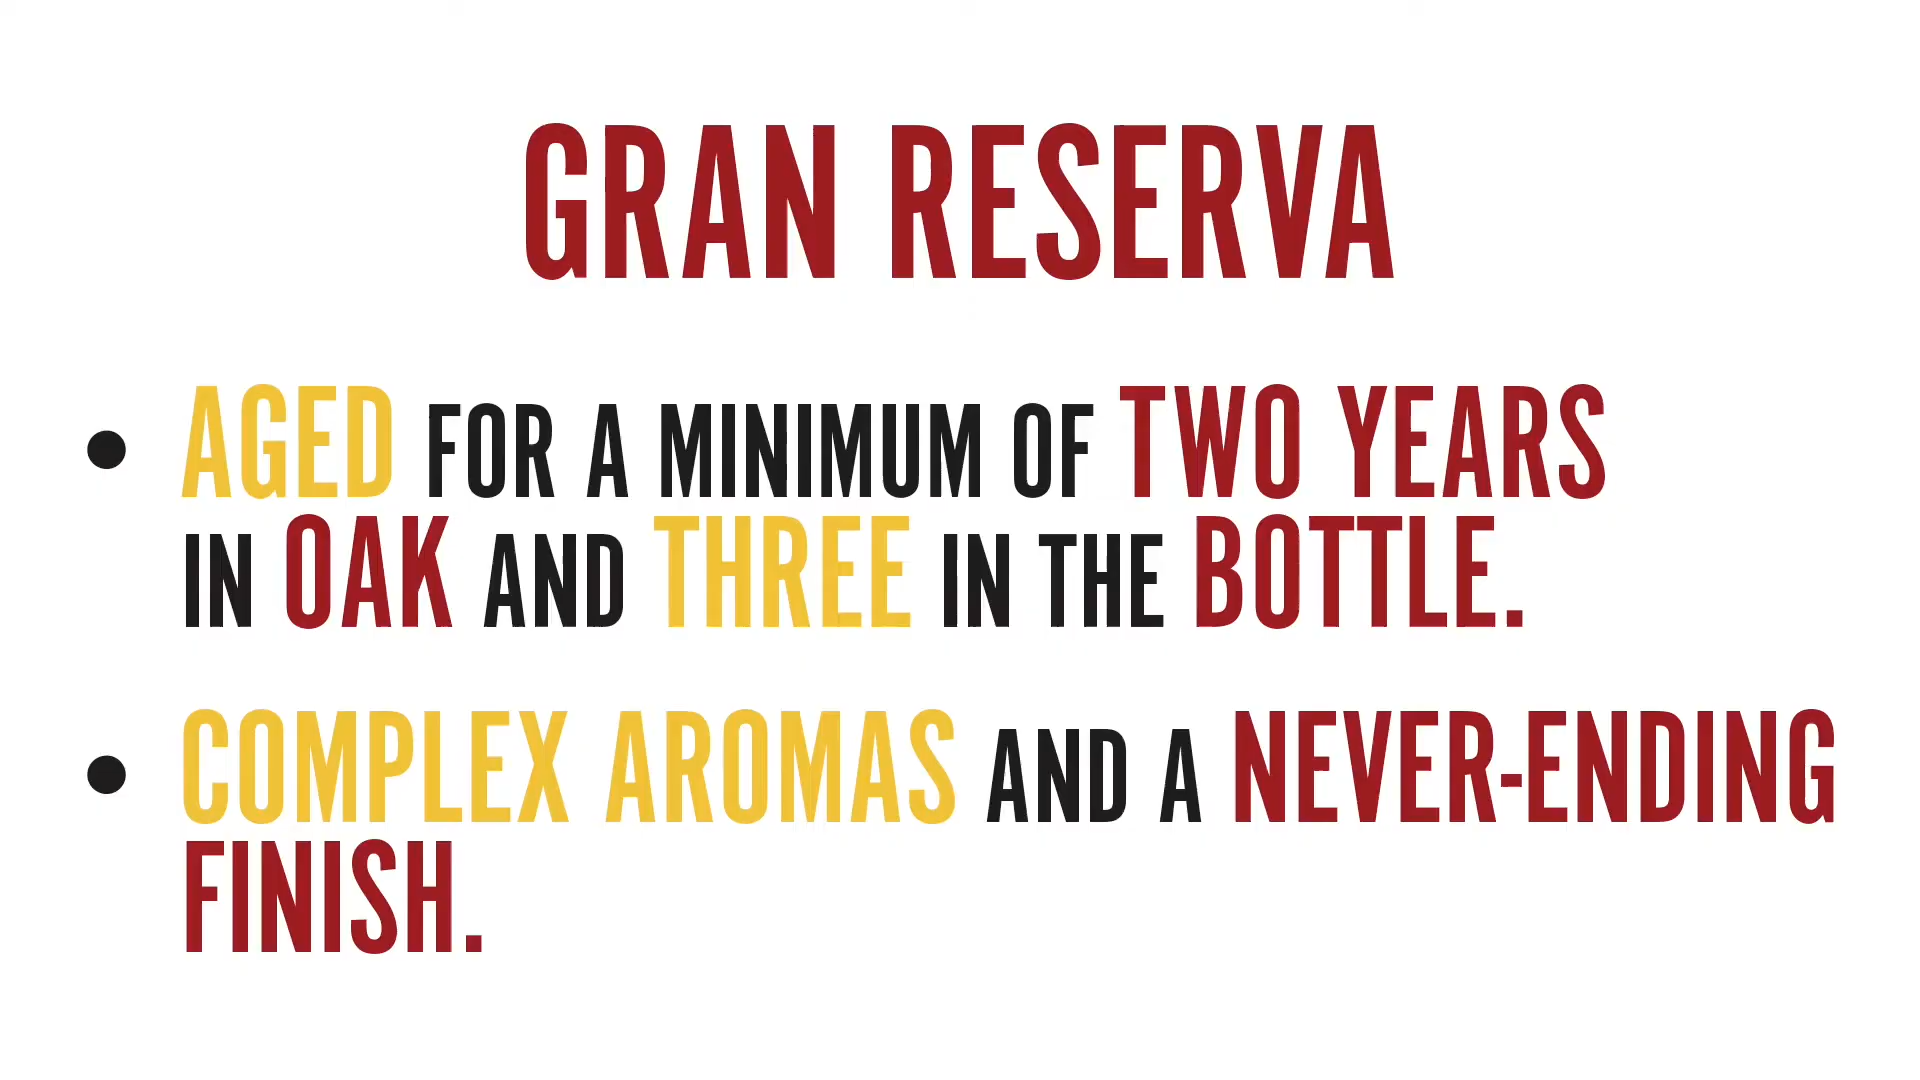 GRAN RESERVA
• AGED FOR A MINIMUM OF TWO YEARS
IN OAK AND THREE IN THE BOTTLE.
• COMPLEX AROMAS AND A NEVER-ENDING
FINISH.